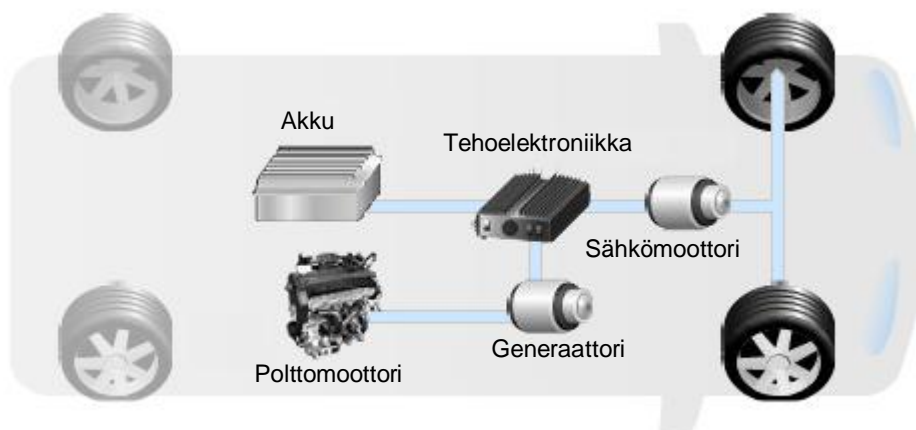 Akku
Tehoelektroniikka
Sähkömoottori
Generaattori
Polttomoottori